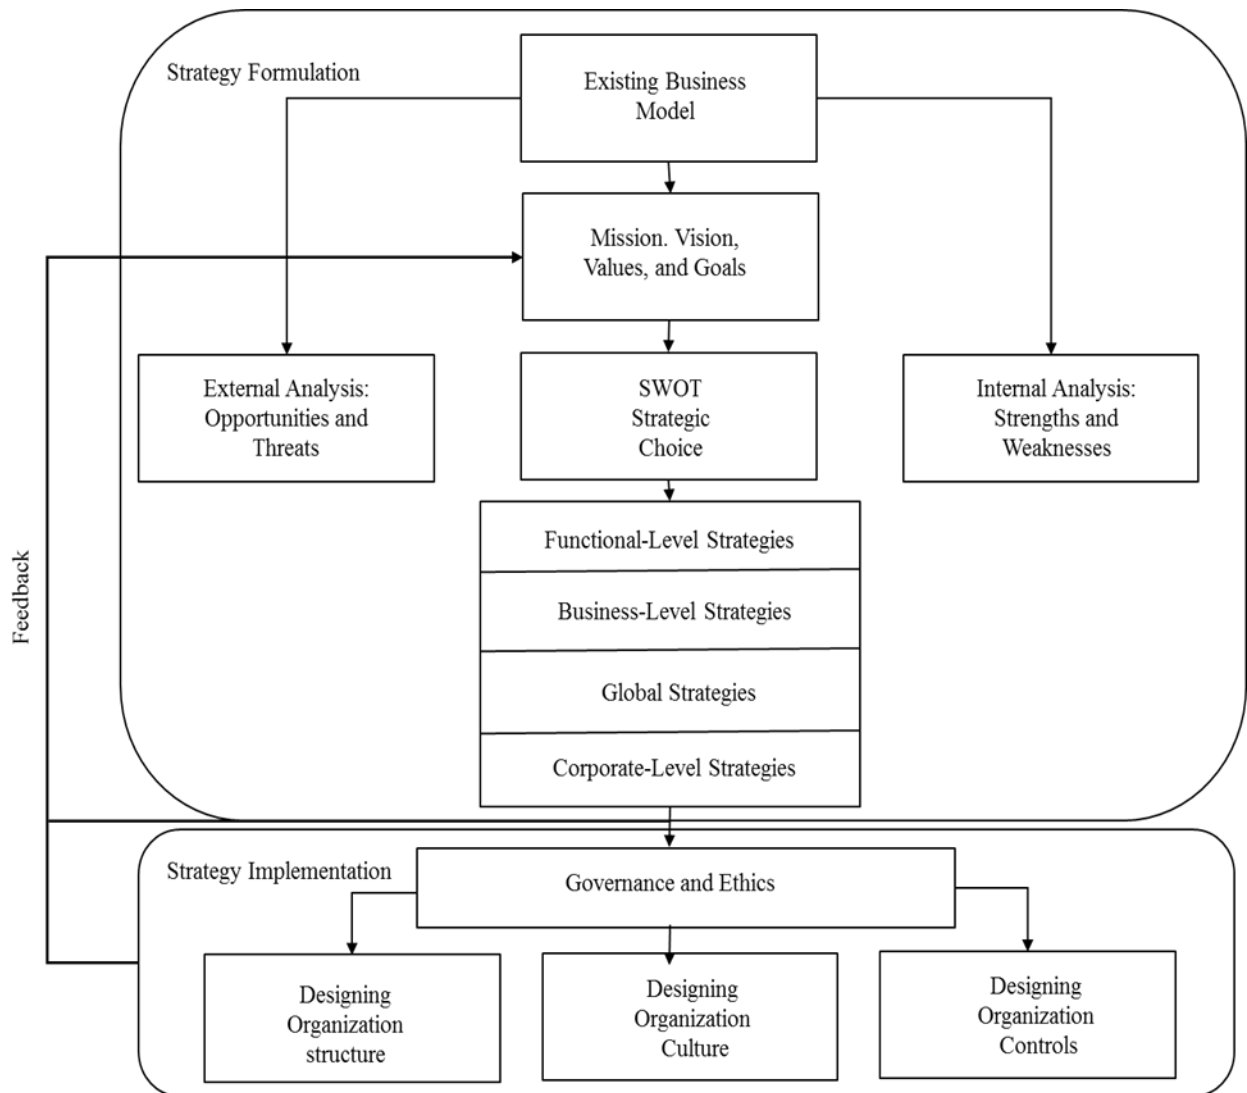 Strategy Formulation
Existing Business
Model
Mission. Vision,
Values, and Goals
External Analysis:
Opportunities and
Threats
SWOT
Strategic
Choice
Internal Analysis:
Strengths and
Weaknesses
Functional-Level Strategies
Business-Level Strategies
Global Strategies
Corporate-Level Strategies
Feedback
Strategy Implementation
Governance and Ethics
Designing
Organization
structure
Designing
Organization
Culture
Designing
Organization
Controls